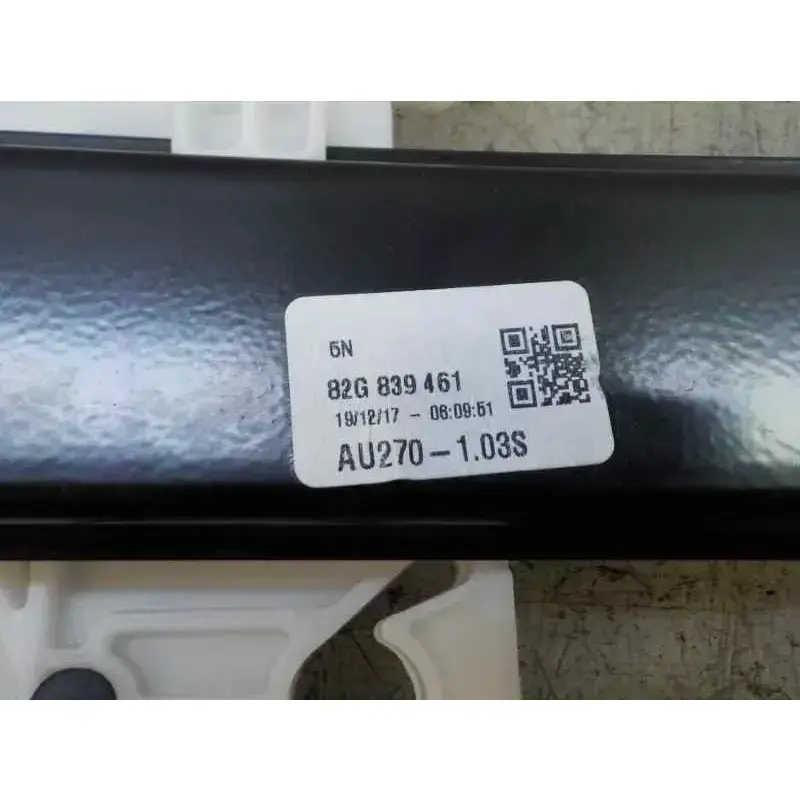 5N
82G 839 461
19/12/17 - 06:09:51
AU270-1.03S